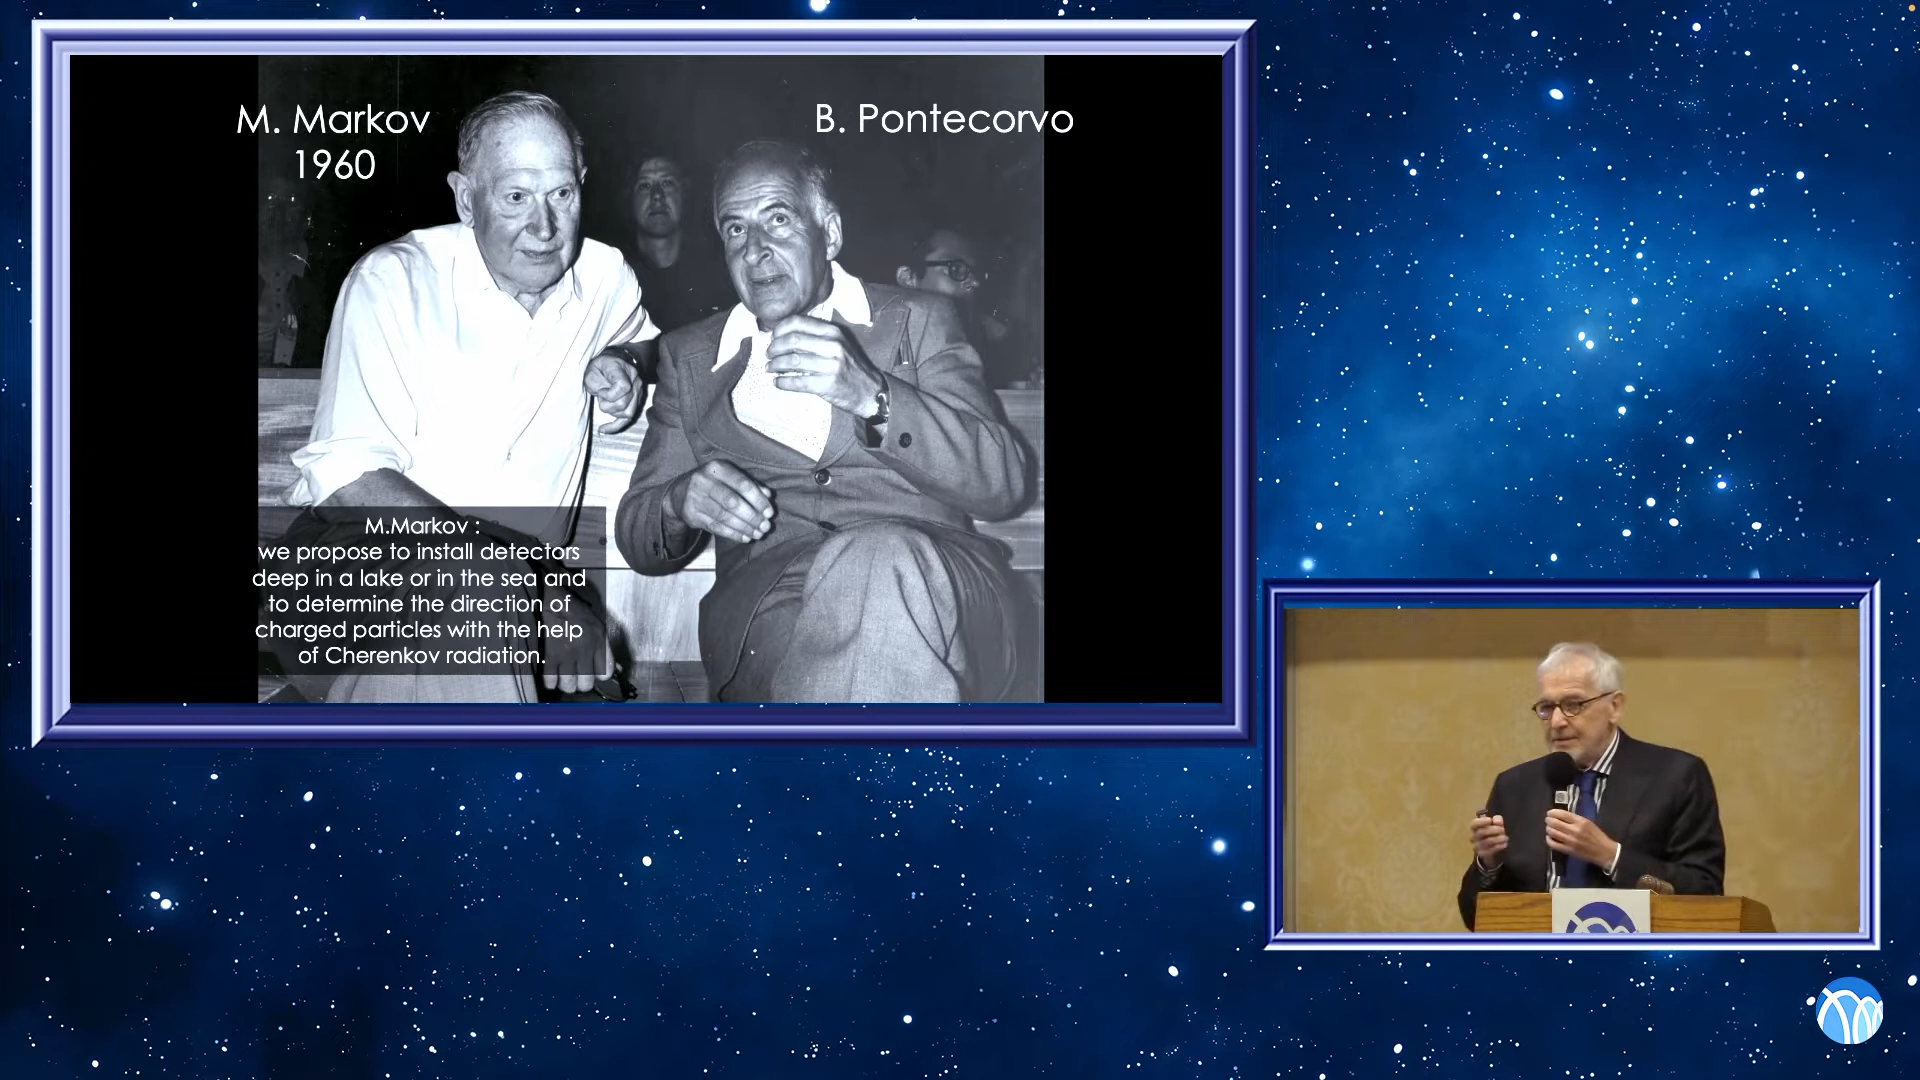 M. Markov
1960
B. Pontecorvo
M.Markov :
we propose to install detectors
deep in a lake or in the sea and
to determine the direction of
charged particles with the help
of Cherenkov radiation.